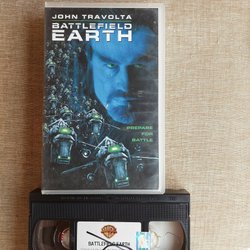 JOHN TRAVOLTA
BATTLEFIELD
EARTH
PREPARE FOR
BATTLE
BATTLEFIELD EARTH